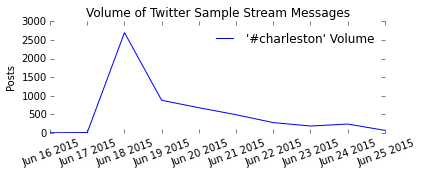 Volume of Twitter Sample Stream Messages
3000
2500
2000
1500
1000
500
0
Posts
'#charleston' Volume
Jun 16 2015
Jun 17 2015
Jun 18 2015
Jun 19 2015
Jun 20 2015
Jun 21 2015
Jun 22 2015
Jun 23 2015
Jun 24 2015
Jun 25 2015